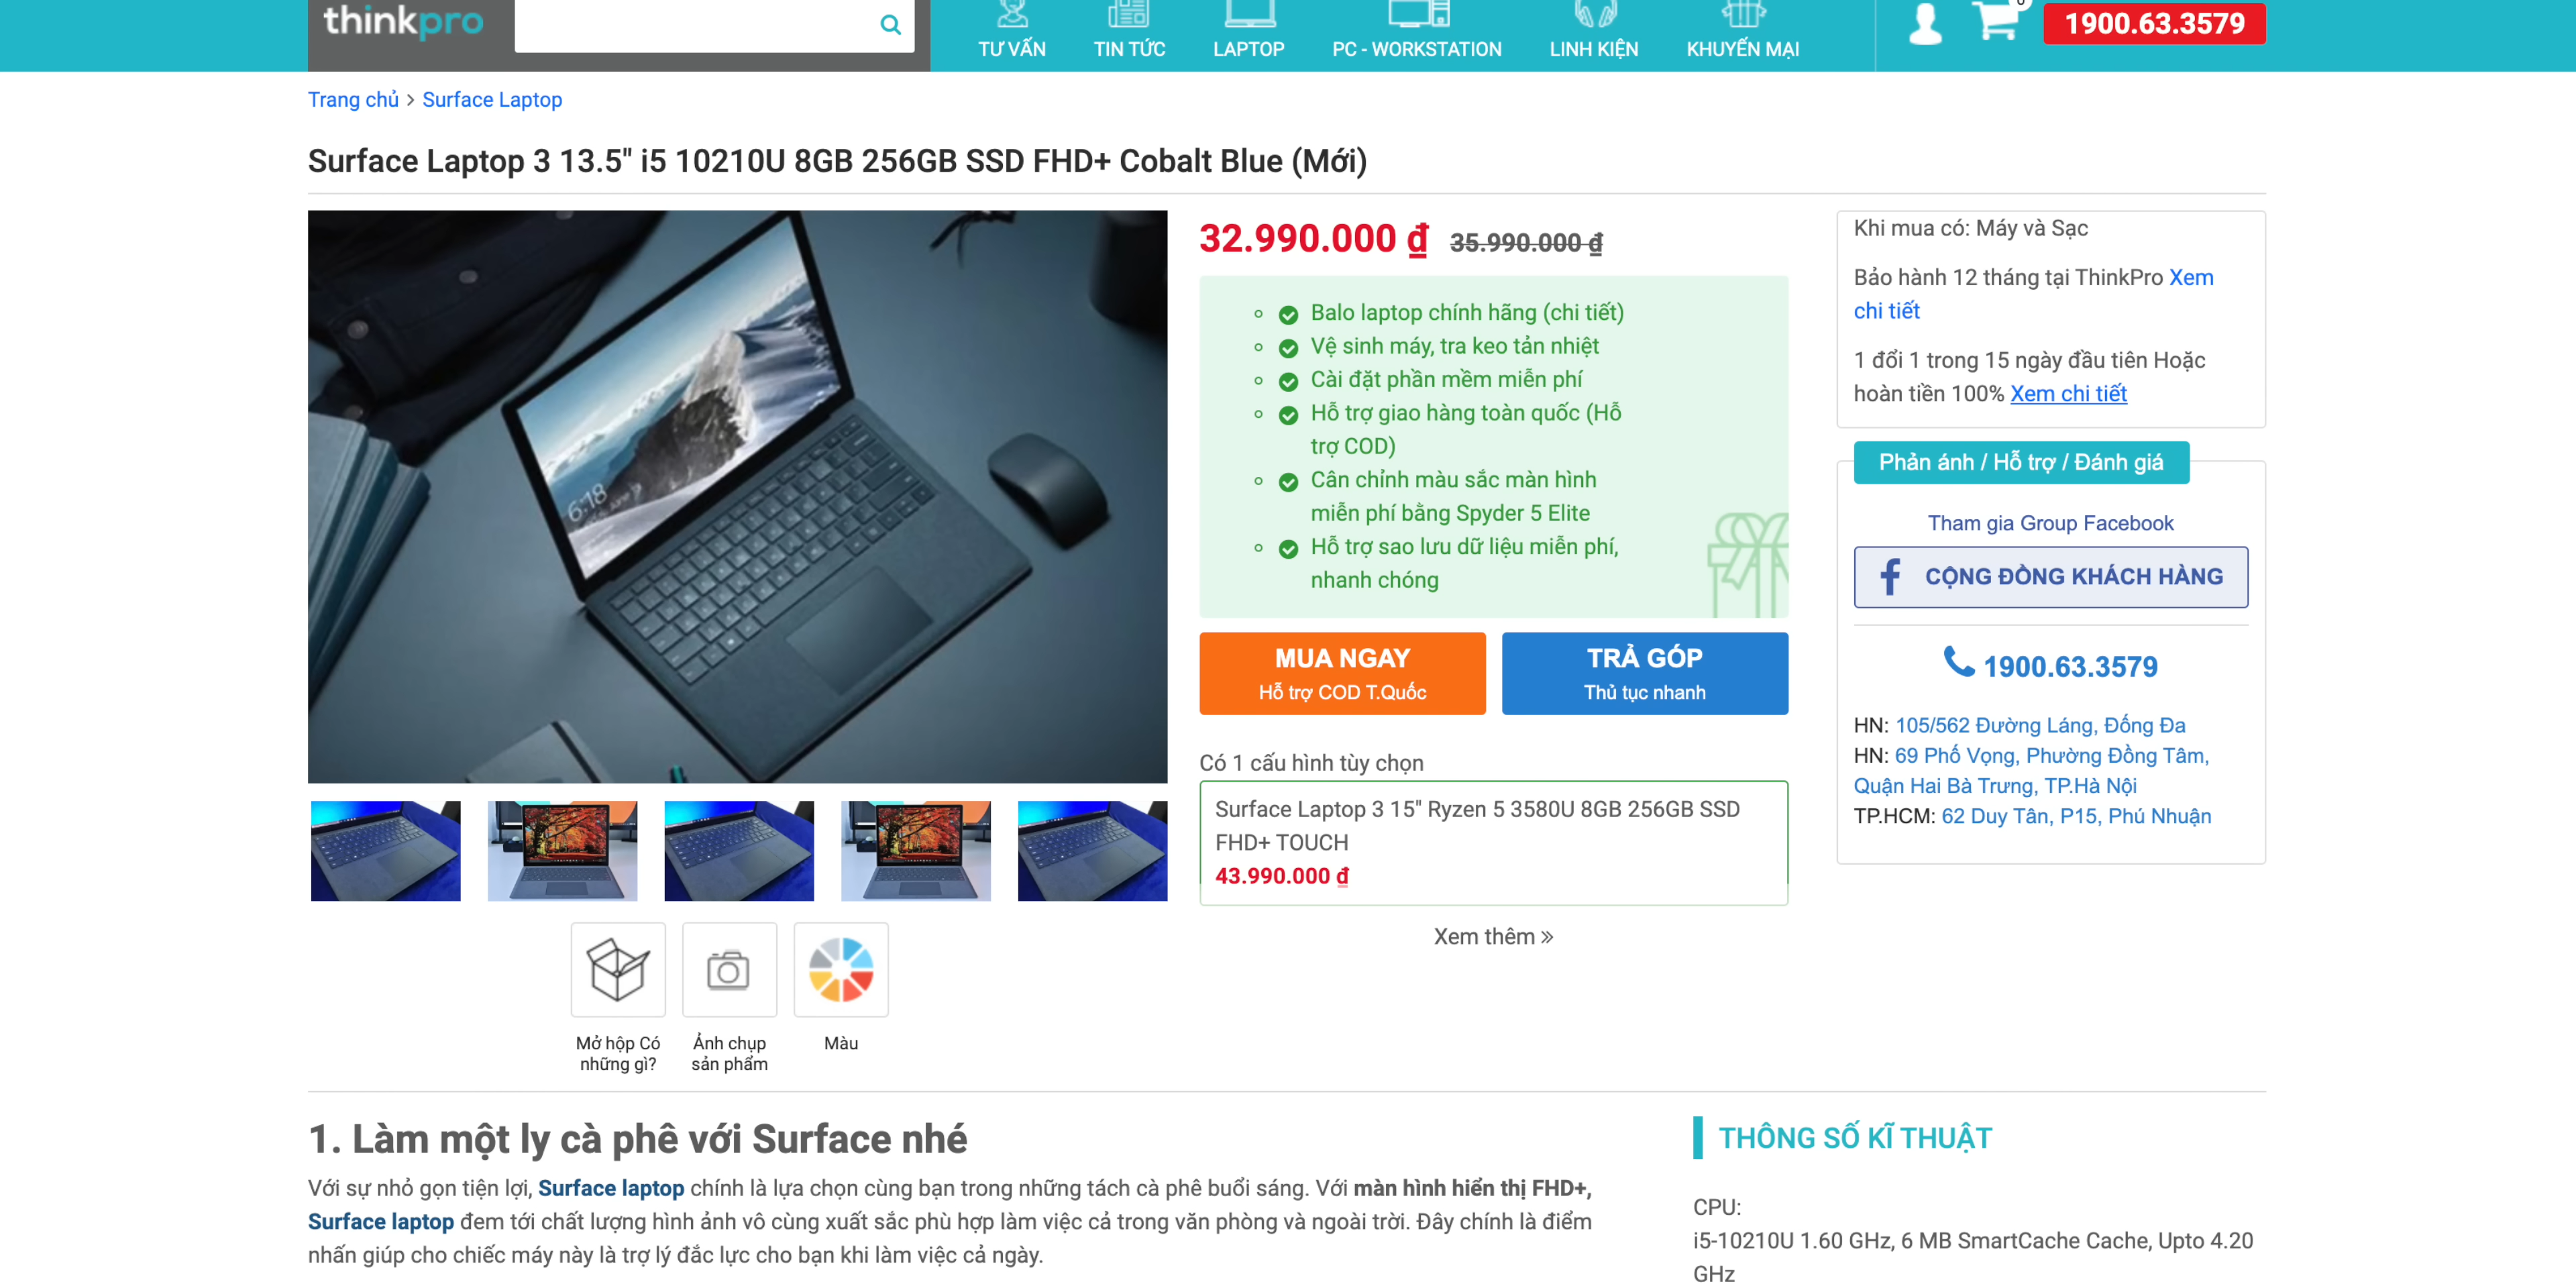 thinkpro
TƯ VẤN
TIN TỨC
LAPTOP
PC - WORKSTATION
LINH KIỆN
KHUYẾN MẠI
1900.63.3579
Trang chủ > Surface Laptop
Surface Laptop 3 13.5" i5 10210U 8GB 256GB SSD FHD+ Cobalt Blue (Mới)
6:18
32.990.000 ₫ 35.990.000 ₫
Balo laptop chính hãng (chi tiết)
Vệ sinh máy, tra keo tản nhiệt
Cài đặt phần mềm miễn phí
Hỗ trợ giao hàng toàn quốc (Hỗ
trợ COD)
Cân chỉnh màu sắc màn hình
miễn phí bằng Spyder 5 Elite
Hỗ trợ sao lưu dữ liệu miễn phí,
nhanh chóng
MUA NGAY
Hỗ trợ COD T.Quốc
TRẢ GÓP
Thủ tục nhanh
Có 1 cấu hình tùy chọn
Surface Laptop 3 15" Ryzen 5 3580U 8GB 256GB SSD
FHD+ TOUCH
43.990.000 ₫
Xem thêm »
Khi mua có: Máy và Sạc
Bảo hành 12 tháng tại ThinkPro Xem
chi tiết
1 đổi 1 trong 15 ngày đầu tiên Hoặc
hoàn tiền 100% Xem chi tiết
Phản ánh / Hỗ trợ / Đánh giá
Tham gia Group Facebook
CỘNG ĐỒNG KHÁCH HÀNG
1900.63.3579
HN: 105/562 Đường Láng, Đống Đa
HN: 69 Phố Vọng, Phường Đồng Tâm,
Quận Hai Bà Trưng, TP.Hà Nội
TP.HCM: 62 Duy Tân, P15, Phú Nhuận
Mở hộp Có
những gì?
Ảnh chụp
sản phẩm
Màu
1. Làm một ly cà phê với Surface nhé
Với sự nhỏ gọn tiện lợi, Surface laptop chính là lựa chọn cùng bạn trong những tách cà phê buổi sáng. Với màn hình hiển thị FHD+,
Surface laptop đem tới chất lượng hình ảnh vô cùng xuất sắc phù hợp làm việc cả trong văn phòng và ngoài trời. Đây chính là điểm
nhấn giúp cho chiếc máy này là trợ lý đắc lực cho bạn khi làm việc cả ngày.
THÔNG SỐ KĨ THUẬT
CPU:
i5-10210U 1.60 GHz, 6 MB SmartCache Cache, Upto 4.20
GHz